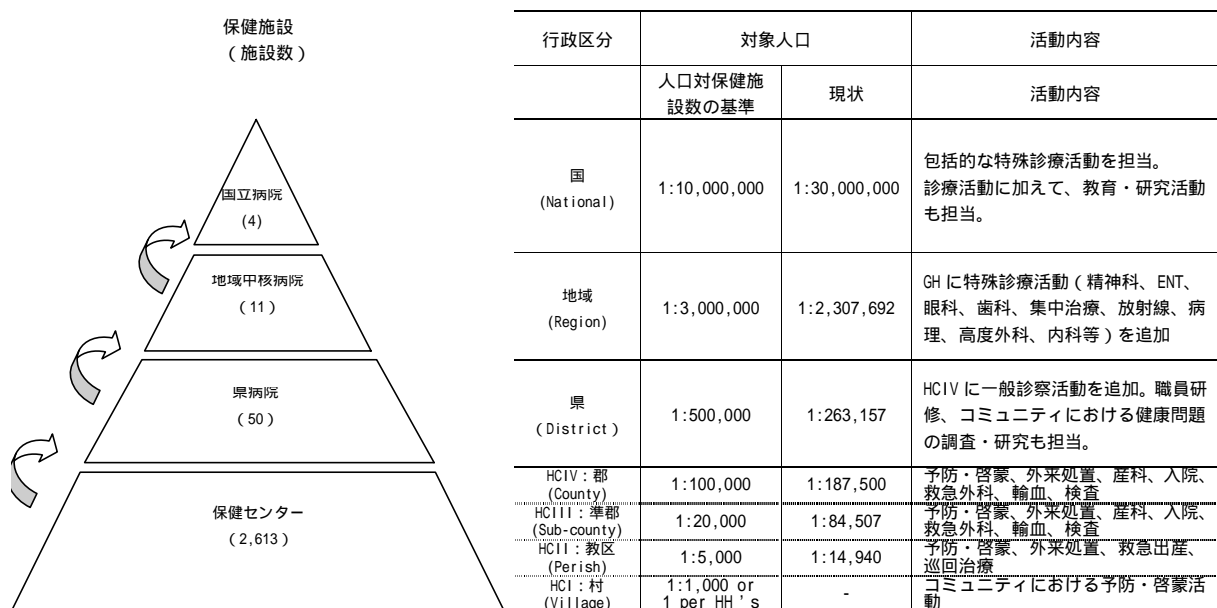 保健施設
（施設数）
国立病院
(4)
地域中核病院
(11)
県病院
(50)
保健センター
(2,613)
行政区分
対象人口
活動内容
人口対保健施
設数の基準
現状
活動内容
国
(National)
1:10,000,000
1:30,000,000
包括的な特殊診療活動を担当。
診療活動に加えて、教育・研究活動
も担当。
地域
(Region)
1:3,000,000
1:2,307,692
GHに特殊診療活動（精神科、ENT、
眼科、歯科、集中治療、放射線、病
理、高度外科、内科等）を追加
県
(District)
1:500,000
1:263,157
HCIVに一般診察活動を追加。職員研
修、コミュニティにおける健康問題
の調査・研究も担当。
HCIV：郡
(County)
1:100,000
1:187,500
予防・啓蒙、外来処置、産科、入院、
救急外科、輸血、検査
HCIII：準郡
(Sub-county)
1:20,000
1:84,507
予防・啓蒙、外来処置、産科、入院、
救急外科、輸血、検査
HCII：教区
(Perish)
1:5,000
1:14,940
予防・啓蒙、外来処置、救急出産、
巡回治療
HCI：村
(Village)
1:1,000 or
1 per HH's
-
コミュニティにおける予防・啓蒙活
動